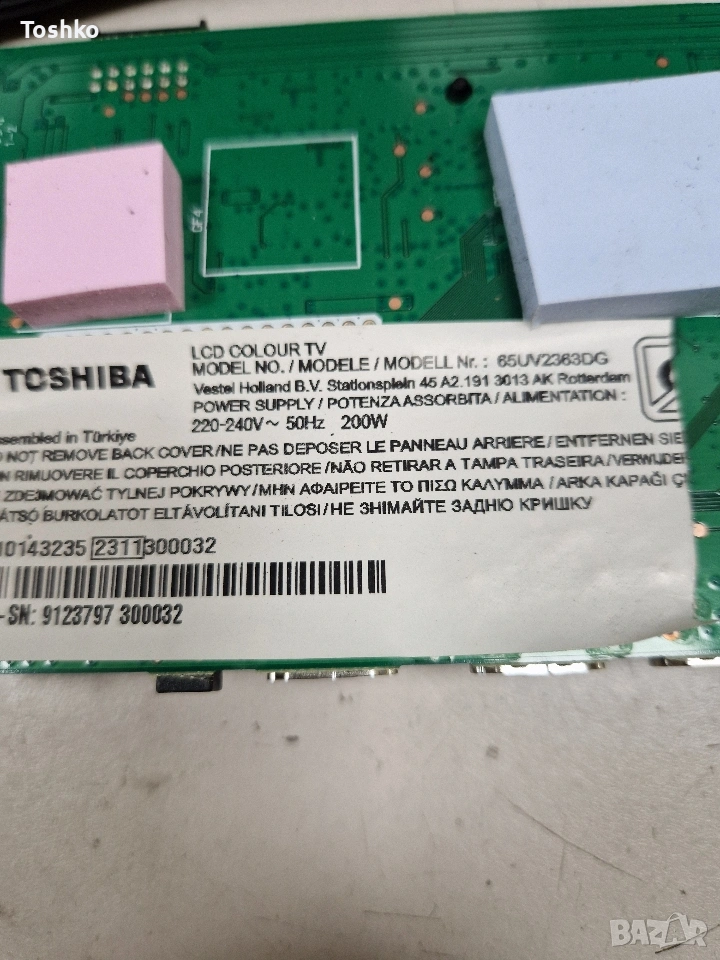 Toshko
CF4
TOSHIBA
LCD COLOUR TV
MODEL NO. / MODELE / MODELL Nr. : 65UV2363DG
Vestel Holland B.V. Stationsplein 45 A2.191 3013 AK Rotterdam
POWER SUPPLY / POTENZA ASSORBITA / ALIMENTATION :
220-240V~ 50Hz 200W
ssembled in Türkiye
O NOT REMOVE BACK COVER/NE PAS DEPOSER LE PANNEAU ARRIERE/ENTFERNEN SIE
N RIMUOVERE IL COPERCHIO POSTERIORE/NÃO RETIRAR A TAMPA TRASEIRA/VERWIJDER
ZDEJMOWAĆ TYLNEJ POKRYWY/ΜΗΝ ΑΦΑΙΡΕΙΤΕ ΤΟ ΠΙΣΩ ΚΑΛΥΜΜΑ/ARKA KAPAĞI Ç
ÁTSÓ BURKOLATOT ELTÁVOLÍTANI TILOS!/НЕ ЗНІМАЙТЕ ЗАДНЮ КРИШКУ
10143235 2311300032
-SN: 9123797 300032
BAZAR